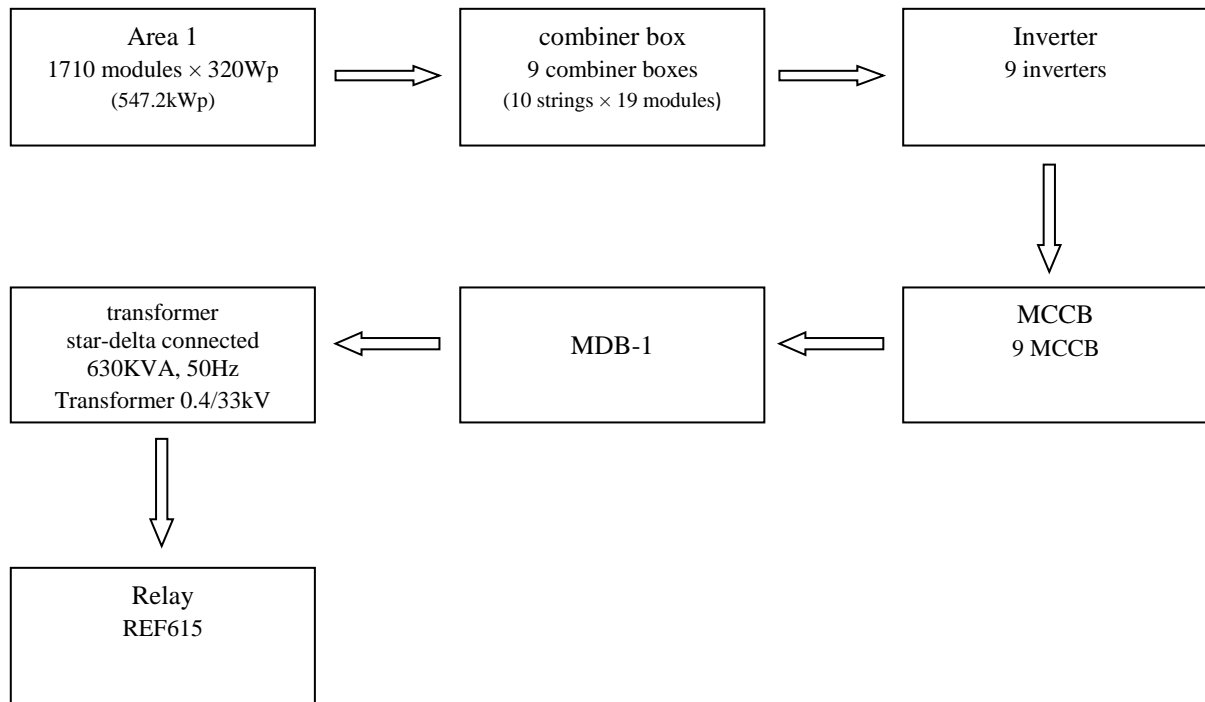 Area 1
1710 modules × 320Wp
(547.2kWp)
combiner box
9 combiner boxes
(10 strings × 19 modules)
Inverter
9 inverters
MCCB
9 MCCB
MDB-1
transformer
star-delta connected
630KVA, 50Hz
Transformer 0.4/33kV
Relay
REF615